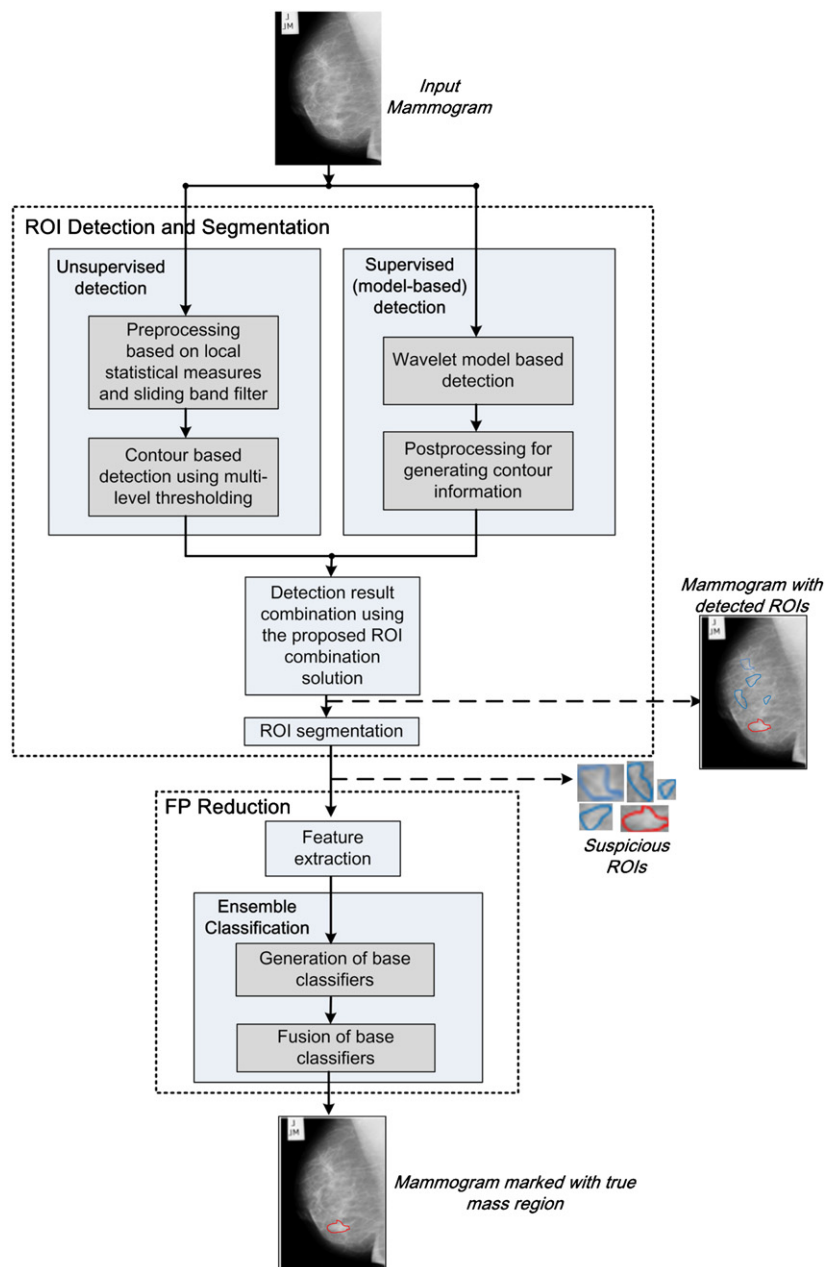 J
JM
Input
Mammogram
ROI Detection and Segmentation
Unsupervised
detection
Preprocessing
based on local
statistical measures
and sliding band filter
Contour based
detection using multi-
level thresholding
Supervised
(model-based)
detection
Wavelet model based
detection
Postprocessing for
generating contour
information
Detection result
combination using
the proposed ROI
combination
solution
ROI segmentation
Mammogram with
detected ROIs
J
JM
Suspicious
ROIs
FP Reduction
Feature
extraction
Ensemble
Classification
Generation of base
classifiers
Fusion of base
classifiers
J
JM
Mammogram marked with true
mass region